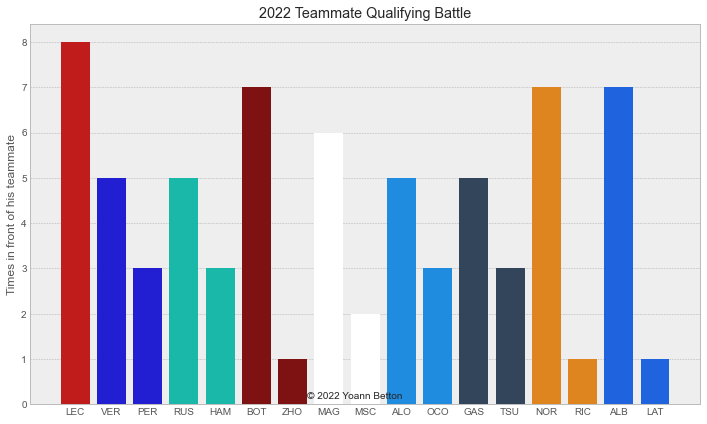 2022 Teammate Qualifying Battle
Times in front of his teammate
8
7
6
5
4
3
2
1
0
© 2022 Yoann Betton
LEC VER PER RUS HAM BOT ZHO MAG MSC ALO OCO GAS TSU NOR RIC ALB LAT